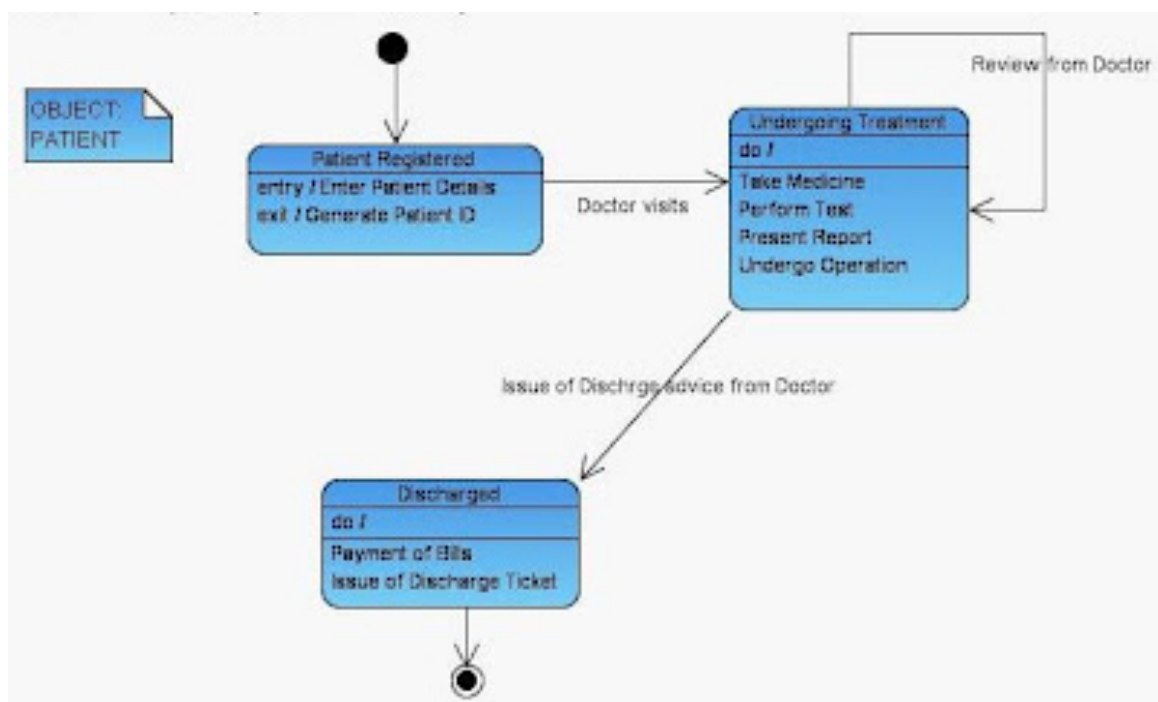 OBJECT:
PATIENT
Patient Registered
entry / Enter Patient Details
exit / Generate Patient ID
Doctor visits
Review from Doctor
Undergoing Treatment
do /
Take Medicine
Perform Test
Present Report
Undergo Operation
Issue of Dischrge advice from Doctor
Discharged
do /
Payment of Bills
Issue of Discharge Ticket